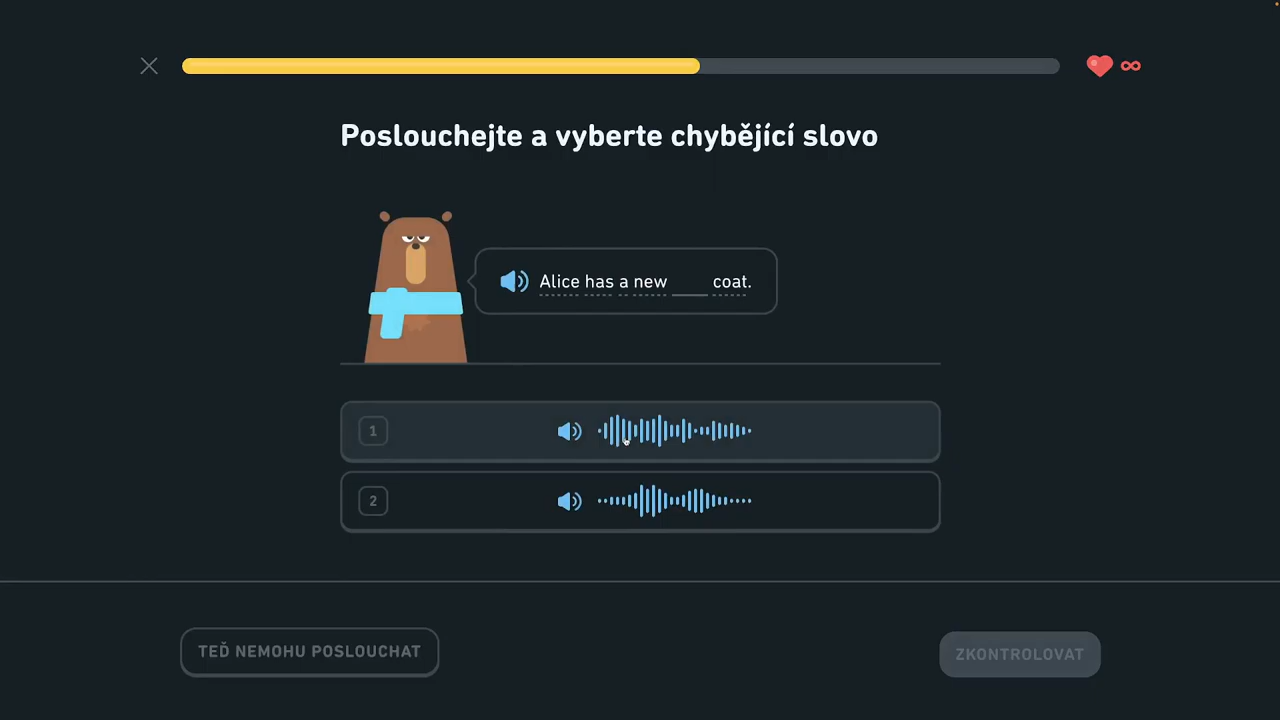 ∞
Poslouchejte a vyberte chybějící slovo
Alice has a new ____ coat.
1
2
TEĎ NEMOHU POSLOUCHAT
ZKONTROLOVAT